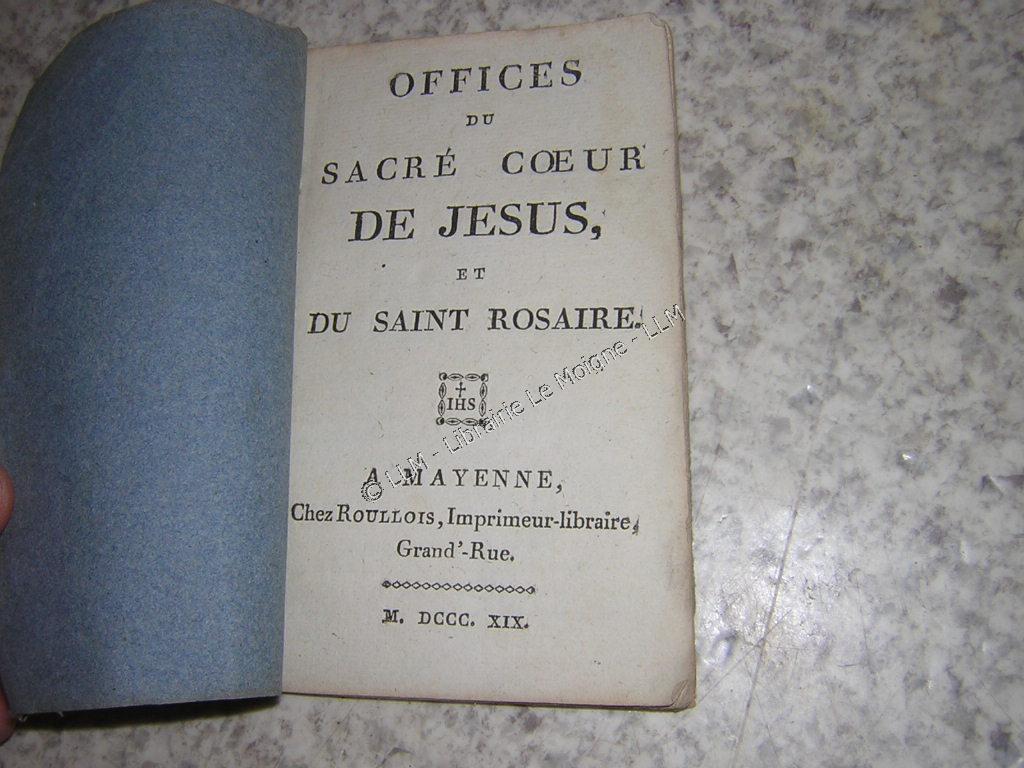 OFFICES
DU
SACRÉ CŒUR
DE JESUS,
ET
DU SAINT ROSAIRE.
IHS
© LLM - Librairie Le Moigne - LLM
A MAYENNE,
Chez ROULLOIS, Imprimeur-libraire,
Grand'-Rue.
M. DCCC. XIX.